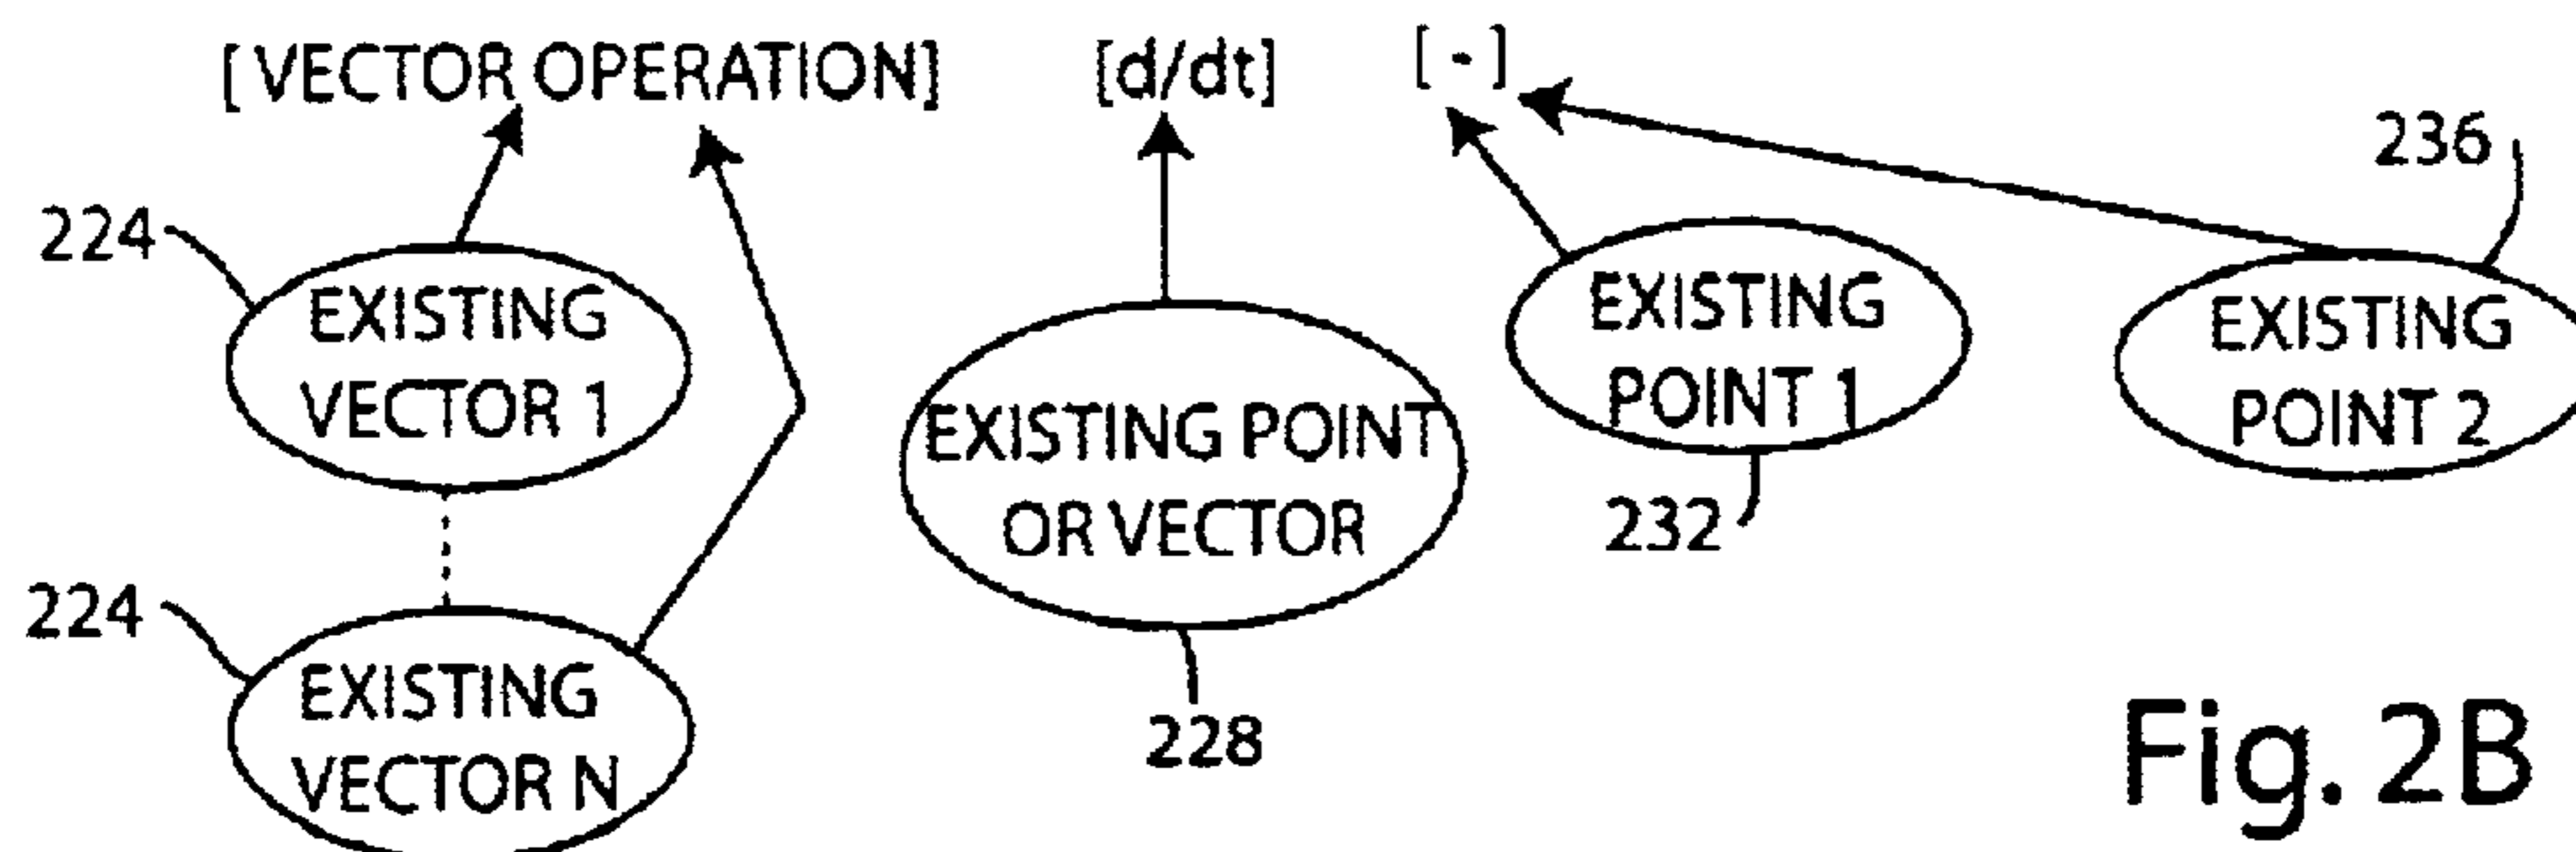 [ VECTOR OPERATION]
[d/dt]
[ - ]
236
224
EXISTING
VECTOR 1
EXISTING POINT
OR VECTOR
EXISTING
POINT 1
EXISTING
POINT 2
232
224
EXISTING
VECTOR N
228
Fig. 2B